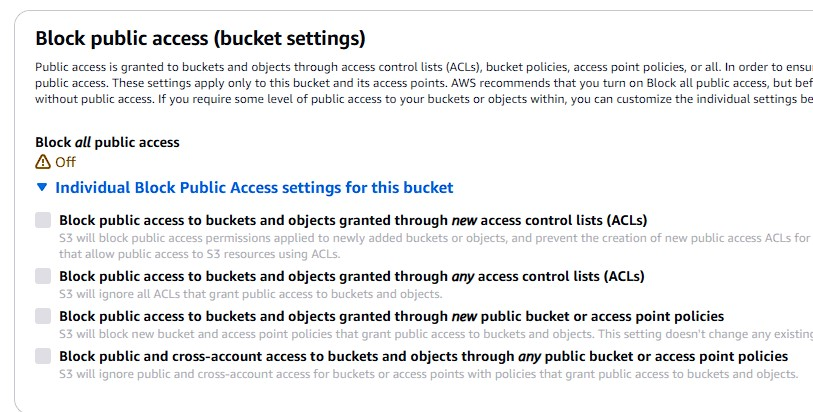 Block public access (bucket settings)
Public access is granted to buckets and objects through access control lists (ACLs), bucket policies, access point policies, or all. In order to ensu
public access. These settings apply only to this bucket and its access points. AWS recommends that you turn on Block all public access, but bef
without public access. If you require some level of public access to your buckets or objects within, you can customize the individual settings be
Block all public access
Off
Individual Block Public Access settings for this bucket
Block public access to buckets and objects granted through new access control lists (ACLs)
S3 will block public access permissions applied to newly added buckets or objects, and prevent the creation of new public access ACLs for
that allow public access to S3 resources using ACLs.
Block public access to buckets and objects granted through any access control lists (ACLs)
S3 will ignore all ACLs that grant public access to buckets and objects.
Block public access to buckets and objects granted through new public bucket or access point policies
S3 will block new bucket and access point policies that grant public access to buckets and objects. This setting doesn't change any existing
Block public and cross-account access to buckets and objects through any public bucket or access point policies
S3 will ignore public and cross-account access for buckets or access points with policies that grant public access to buckets and objects.